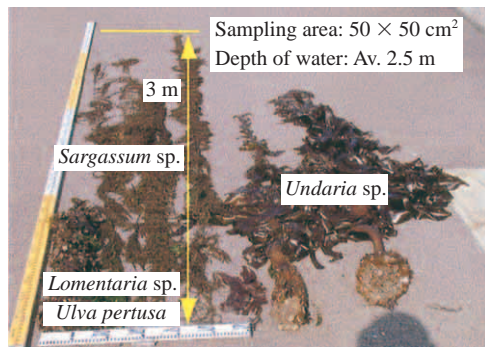 Sampling area: 50 × 50 cm²
Depth of water: Av. 2.5 m
3 m
Sargassum sp.
Undaria sp.
Lomentaria sp.
Ulva pertusa